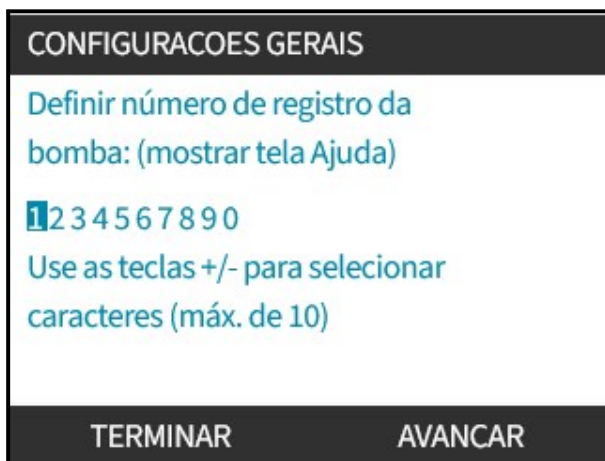 CONFIGURACOES GERAIS
Definir número de registro da
bomba: (mostrar tela Ajuda)
1234567890
Use as teclas +/- para selecionar
caracteres (máx. de 10)
TERMINAR AVANCAR